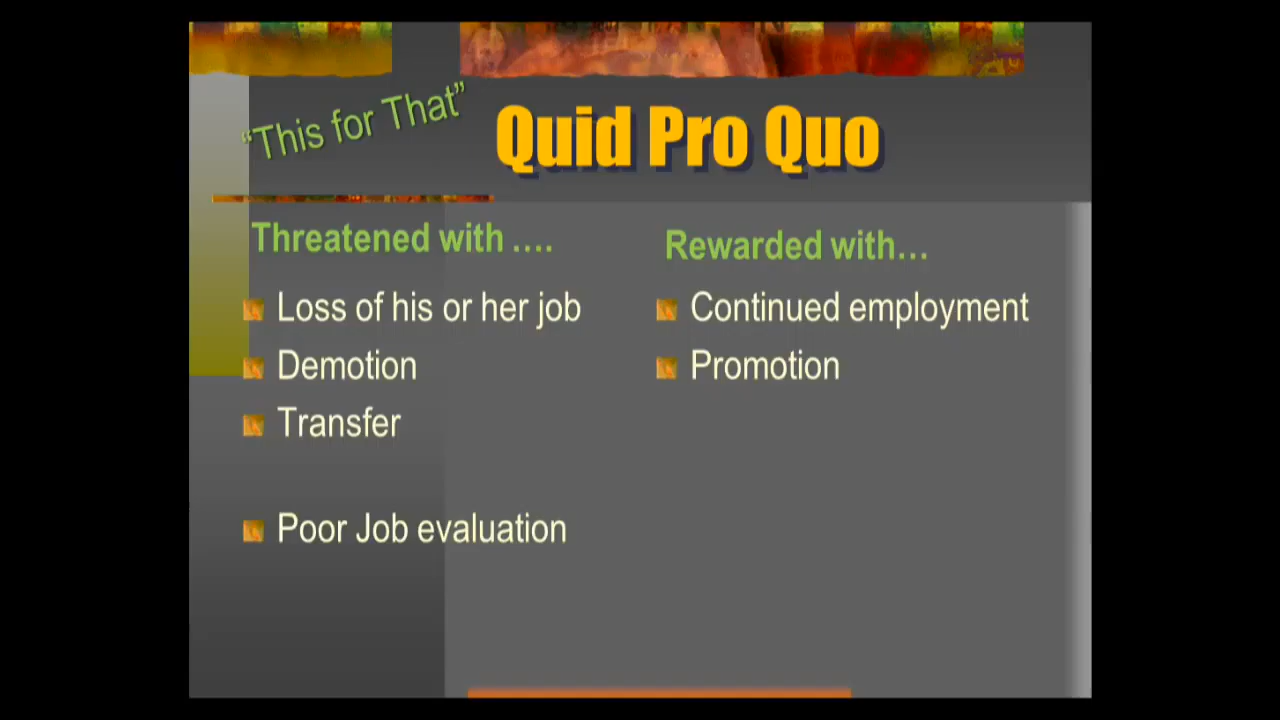 “This for That”
Quid Pro Quo
Threatened with ….
Loss of his or her job
Demotion
Transfer
Poor Job evaluation
Rewarded with…
Continued employment
Promotion